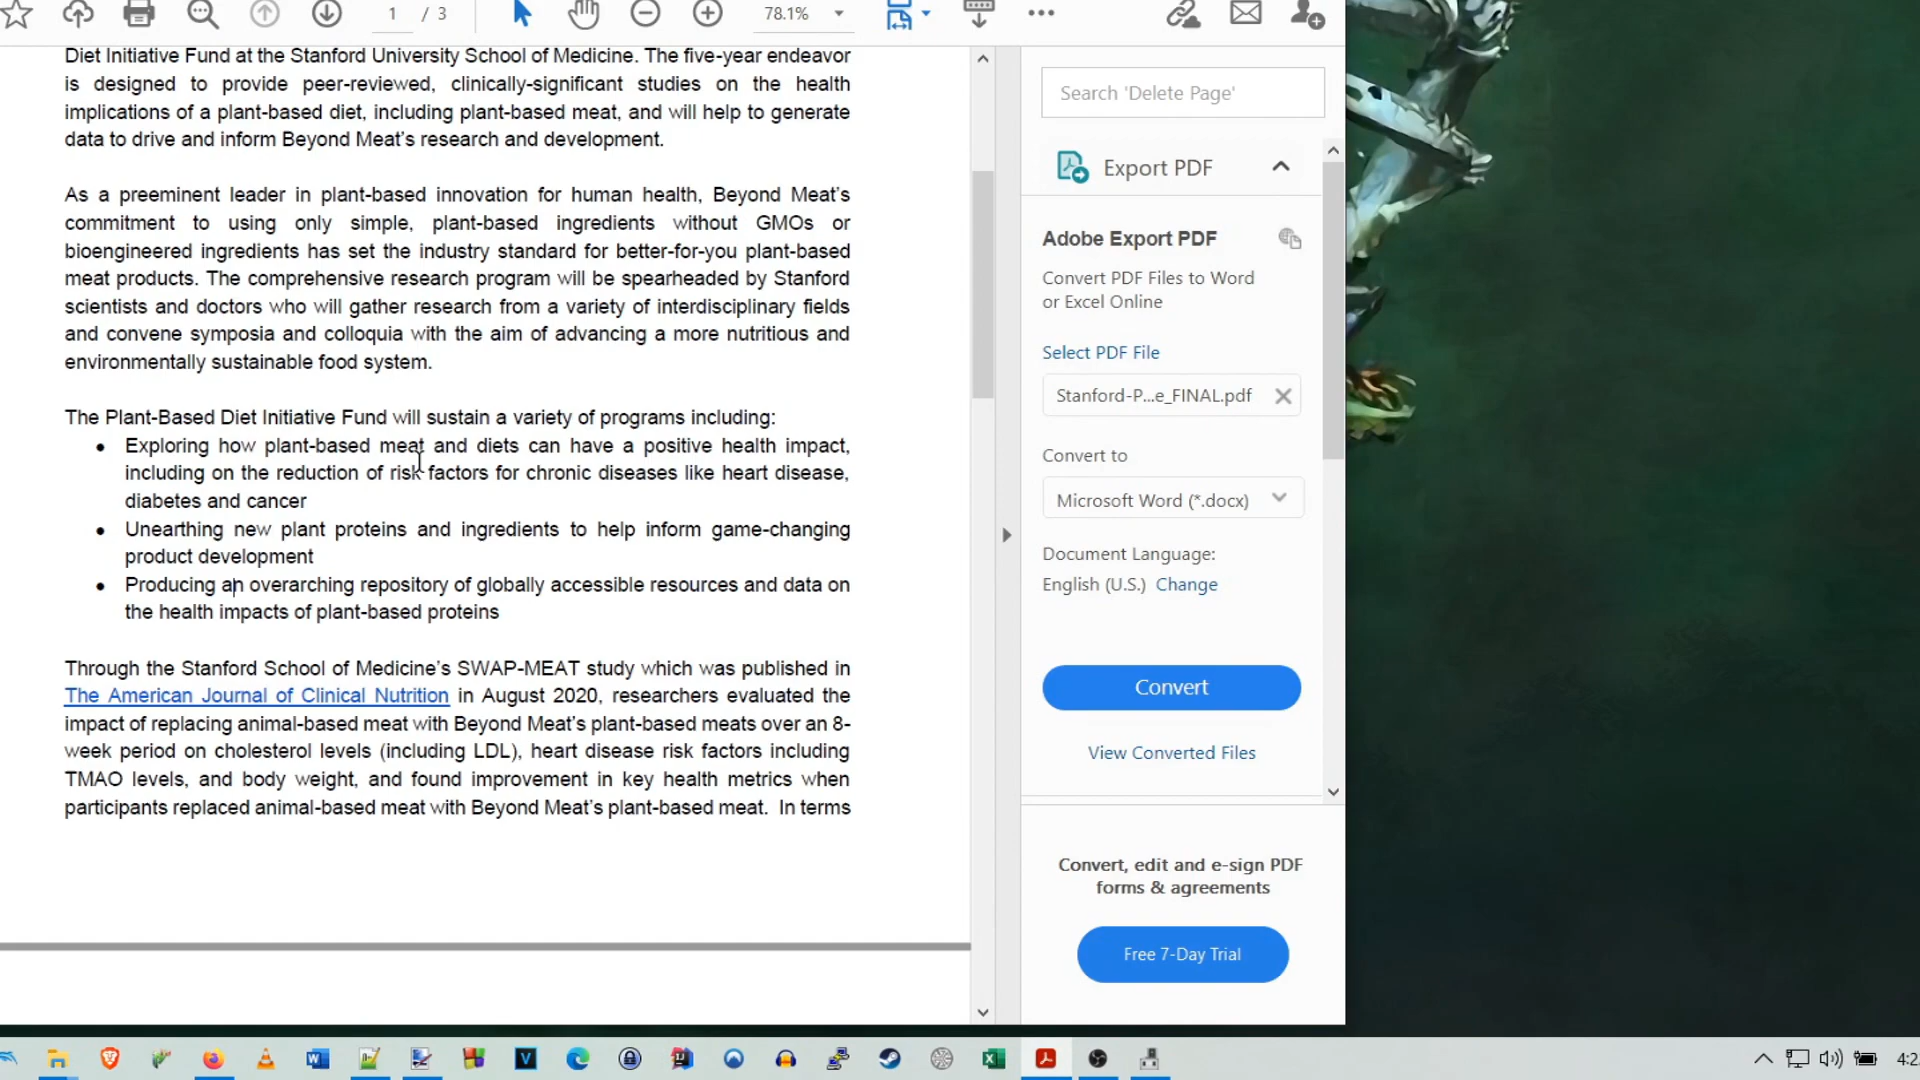 1 / 3
78.1%
Diet Initiative Fund at the Stanford University School of Medicine. The five-year endeavor
is designed to provide peer-reviewed, clinically-significant studies on the health
implications of a plant-based diet, including plant-based meat, and will help to generate
data to drive and inform Beyond Meat's research and development.
As a preeminent leader in plant-based innovation for human health, Beyond Meat's
commitment to using only simple, plant-based ingredients without GMOs or
bioengineered ingredients has set the industry standard for better-for-you plant-based
meat products. The comprehensive research program will be spearheaded by Stanford
scientists and doctors who will gather research from a variety of interdisciplinary fields
and convene symposia and colloquia with the aim of advancing a more nutritious and
environmentally sustainable food system.
The Plant-Based Diet Initiative Fund will sustain a variety of programs including:
• Exploring how plant-based meat and diets can have a positive health impact,
including on the reduction of risk factors for chronic diseases like heart disease,
diabetes and cancer
• Unearthing new plant proteins and ingredients to help inform game-changing
product development
• Producing an overarching repository of globally accessible resources and data on
the health impacts of plant-based proteins
Through the Stanford School of Medicine's SWAP-MEAT study which was published in
The American Journal of Clinical Nutrition in August 2020, researchers evaluated the
impact of replacing animal-based meat with Beyond Meat's plant-based meats over an 8-
week period on cholesterol levels (including LDL), heart disease risk factors including
TMAO levels, and body weight, and found improvement in key health metrics when
participants replaced animal-based meat with Beyond Meat's plant-based meat. In terms
Search 'Delete Page'
Export PDF
Adobe Export PDF
Convert PDF Files to Word
or Excel Online
Select PDF File
Stanford-P...e_FINAL.pdf
Convert to
Microsoft Word (*.docx)
Document Language:
English (U.S.) Change
Convert
View Converted Files
Convert, edit and e-sign PDF
forms & agreements
Free 7-Day Trial